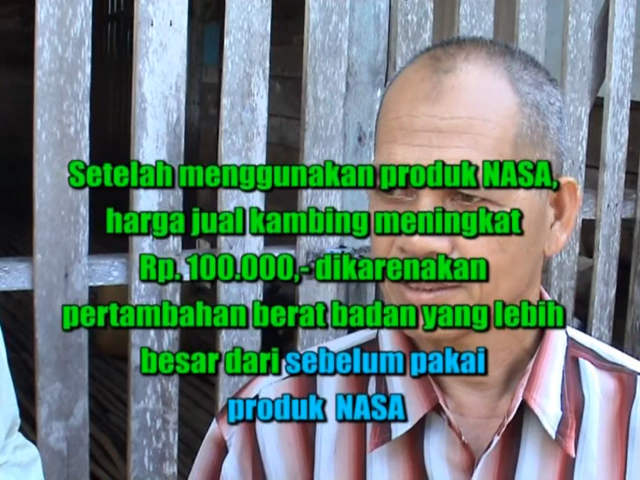 Setelah menggunakan produk NASA,
harga jual kambing meningkat
Rp. 100.000,- dikarenakan
pertambahan berat badan yang lebih
besar dari sebelum pakai
produk NASA